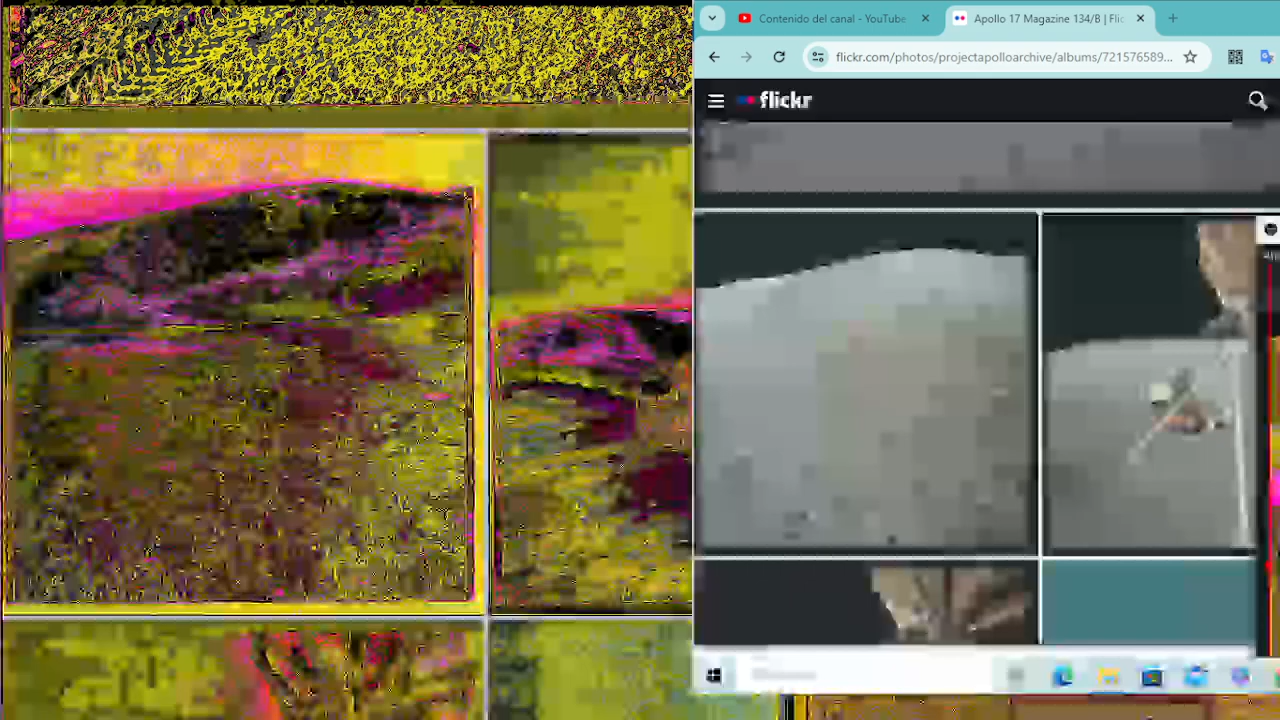 Contenido del canal - YouTube
Apollo 17 Magazine 134/B | Flic
flickr.com/photos/projectapolloarchive/albums/721576589...
flickr